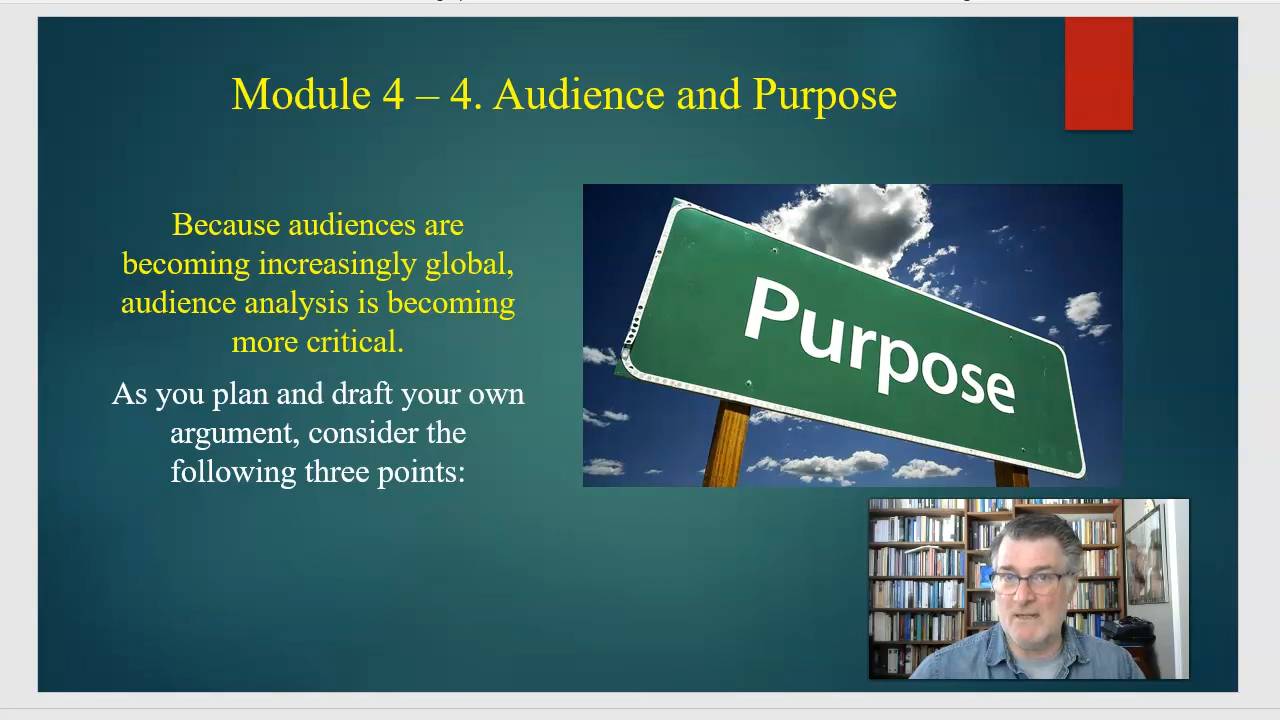 Module 4 – 4. Audience and Purpose
Because audiences are
becoming increasingly global,
audience analysis is becoming
more critical.
As you plan and draft your own
argument, consider the
following three points:
Purpose